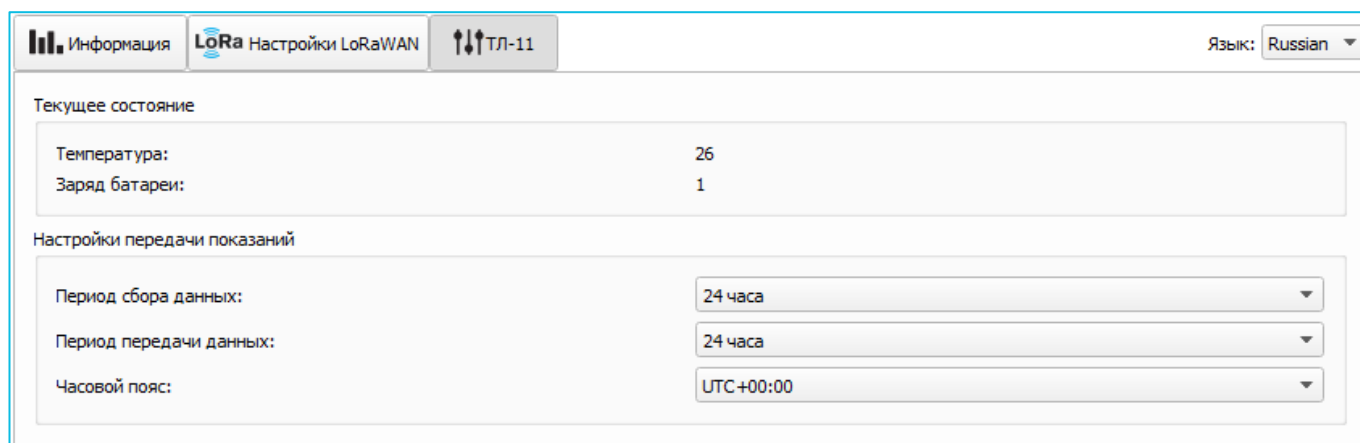 Информация LoRa Настройки LoRaWAN ТЛ-11 Язык: Russian
Текущее состояние
Температура: 26
Заряд батареи: 1
Настройки передачи показаний
Период сбора данных: 24 часа
Период передачи данных: 24 часа
Часовой пояс: UTC+00:00